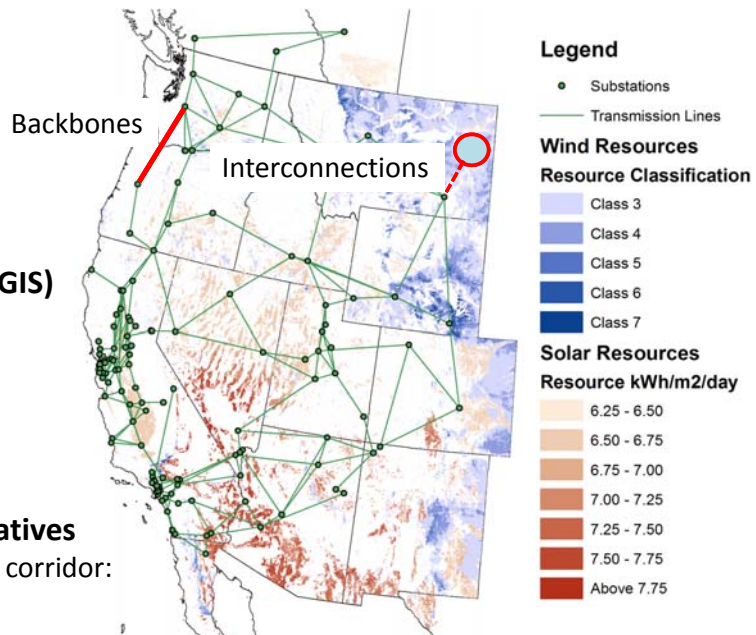 Backbones
Interconnections
GIS)
atives
corridor:
Legend
Substations
Transmission Lines
Wind Resources
Resource Classification
Class 3
Class 4
Class 5
Class 6
Class 7
Solar Resources
Resource kWh/m2/day
6.25 - 6.50
6.50 - 6.75
6.75 - 7.00
7.00 - 7.25
7.25 - 7.50
7.50 - 7.75
Above 7.75